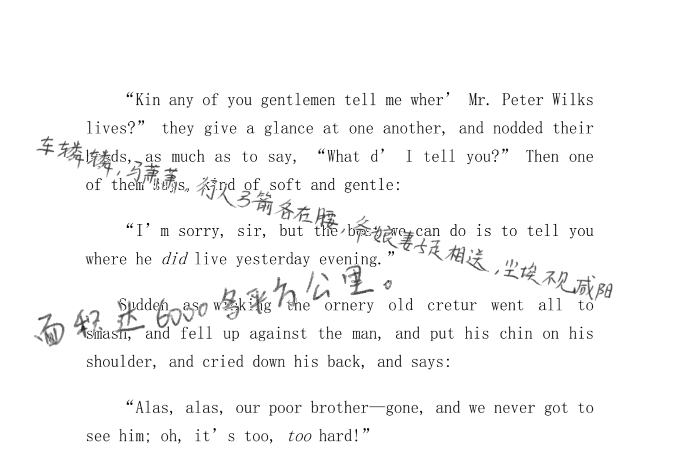 “Kin any of you gentlemen tell me wher’ Mr. Peter Wilks
lives?” they give a glance at one another, and nodded their
heads, as much as to say, “What d’ I tell you?” Then one
of them says, kind of soft and gentle:
“I’m sorry, sir, but the best we can do is to tell you
where he did live yesterday evening.”
Sudden as winking the ornery old cretur went all to
smash, and fell up against the man, and put his chin on his
shoulder, and cried down his back, and says:
“Alas, alas, our poor brother—gone, and we never got to
see him; oh, it’s too, too hard!”
车辚辚,马萧萧。行人弓箭各在腰,爷娘妻子走相送,尘埃不见咸阳
面积达6000多平方公里。